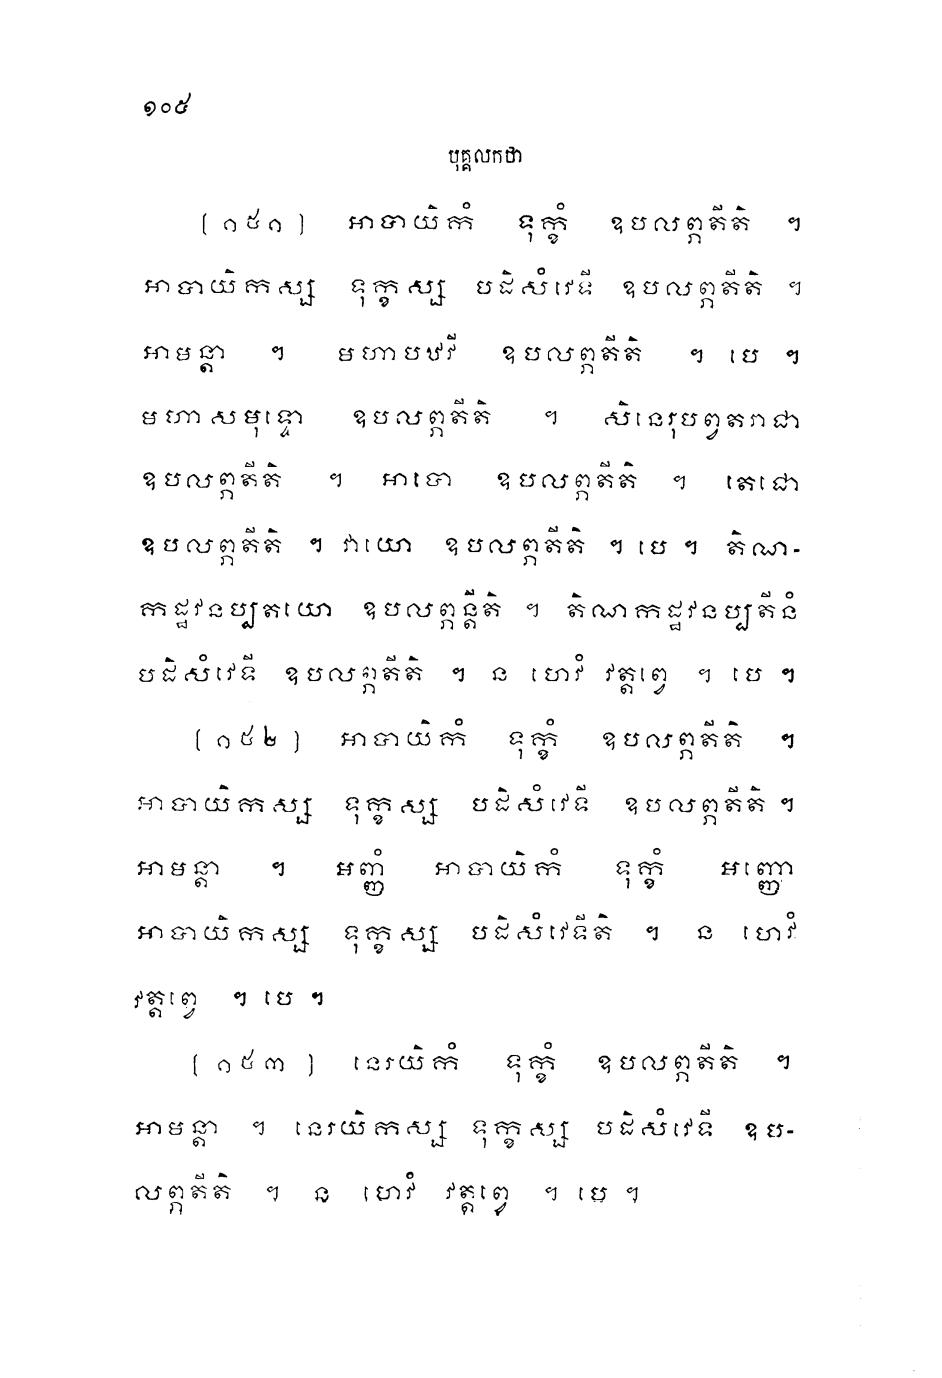 ១០៥
បុគ្គលកថា
[ ១៥១ ] អាបាយិកំ ទុក្ខំ ឧបលព្ភតីតិ ។
អាបាយិកស្ស ទុក្ខស្ស បដិសំវេទី ឧបលព្ភតីតិ ។
អាមន្តា ។ មហាបឋវី ឧបលព្ភតីតិ ។ បេ ។
មហាសមុទ្ទោ ឧបលព្ភតីតិ ។ សិនេរុបព្វតរាជា
ឧបលព្ភតីតិ ។ អាបោ ឧបលព្ភតីតិ ។ តេជោ
ឧបលព្ភតីតិ ។ វាយោ ឧបលព្ភតីតិ ។ បេ ។ តិណ-
កដ្ឋវនប្បតយោ ឧបលព្ភន្តីតិ ។ តិណកដ្ឋវនប្បតីនំ
បដិសំវេទី ឧបលព្ភតីតិ ។ ន ហេវំ វត្តព្វេ ។ បេ ។
[ ១៥២ ] អាបាយិកំ ទុក្ខំ ឧបលព្ភតីតិ ។
អាបាយិកស្ស ទុក្ខស្ស បដិសំវេទី ឧបលព្ភតីតិ ។
អាមន្តា ។ អញ្ញំ អាបាយិកំ ទុក្ខំ អញ្ញោ
អាបាយិកស្ស ទុក្ខស្ស បដិសំវេទីតិ ។ ន ហេវំ
វត្តព្វេ ។ បេ ។
[ ១៥៣ ] នេរយិកំ ទុក្ខំ ឧបលព្ភតីតិ ។
អាមន្តា ។ នេរយិកស្ស ទុក្ខស្ស បដិសំវេទី ឧប-
លព្ភតីតិ ។ ន ហេវំ វត្តព្វេ ។ បេ ។